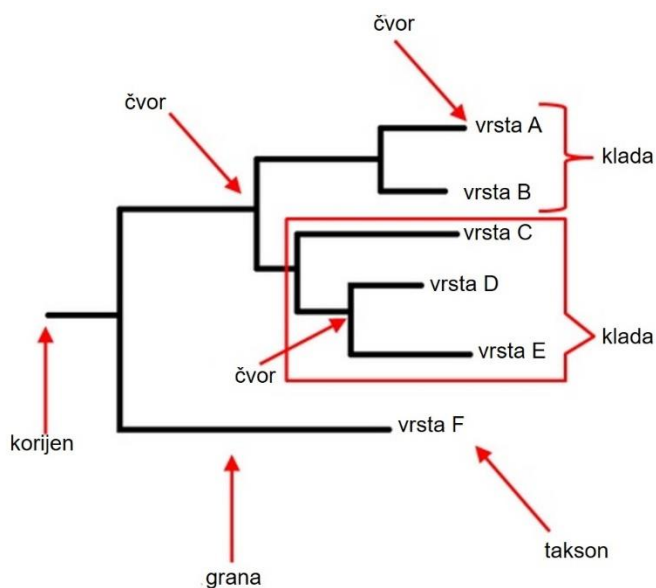 čvor
čvor
vrsta A
klada
vrsta B
vrsta C
vrsta D
klada
vrsta E
čvor
vrsta F
korijen
takson
grana